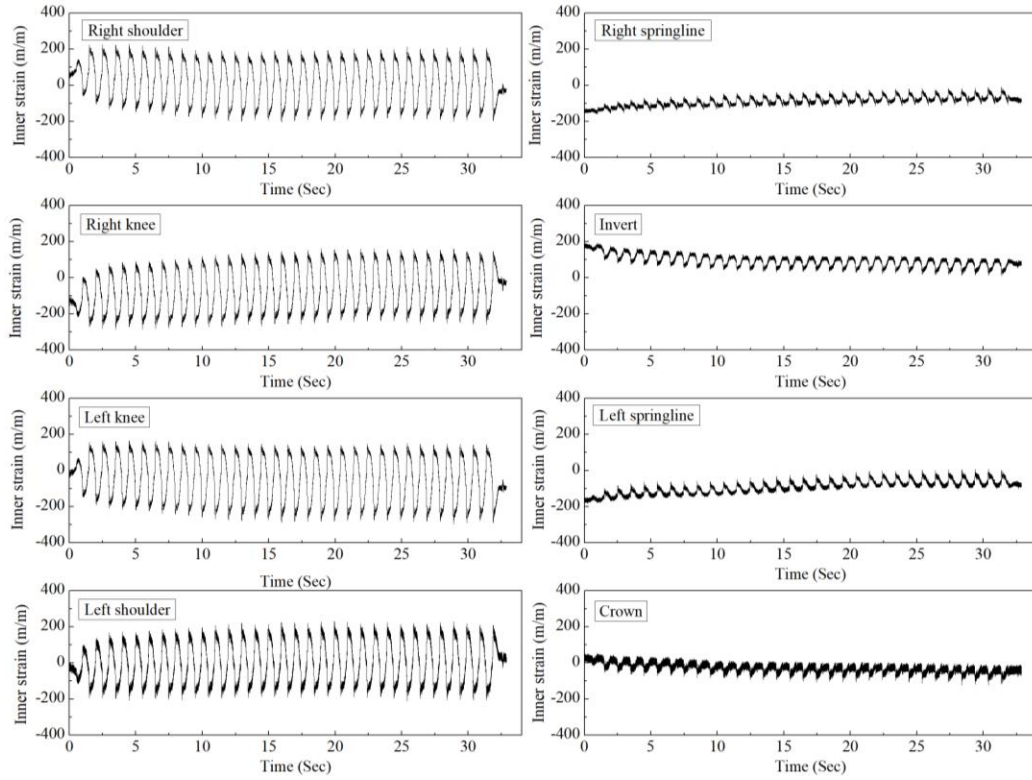 Right shoulder
Inner strain (m/m)
400
200
0
-200
-400
0 5 10 15 20 25 30
Time (Sec)
Right springline
Inner strain (m/m)
400
200
0
-200
-400
0 5 10 15 20 25 30
Time (Sec)
Right knee
Inner strain (m/m)
400
200
0
-200
-400
0 5 10 15 20 25 30
Time (Sec)
Invert
Inner strain (m/m)
400
200
0
-200
-400
0 5 10 15 20 25 30
Time (Sec)
Left knee
Inner strain (m/m)
400
200
0
-200
-400
0 5 10 15 20 25 30
Time (Sec)
Left springline
Inner strain (m/m)
400
200
0
-200
-400
0 5 10 15 20 25 30
Time (Sec)
Left shoulder
Inner strain (m/m)
400
200
0
-200
-400
0 5 10 15 20 25 30
Time (Sec)
Crown
Inner strain (m/m)
400
200
0
-200
-400
0 5 10 15 20 25 30
Time (Sec)